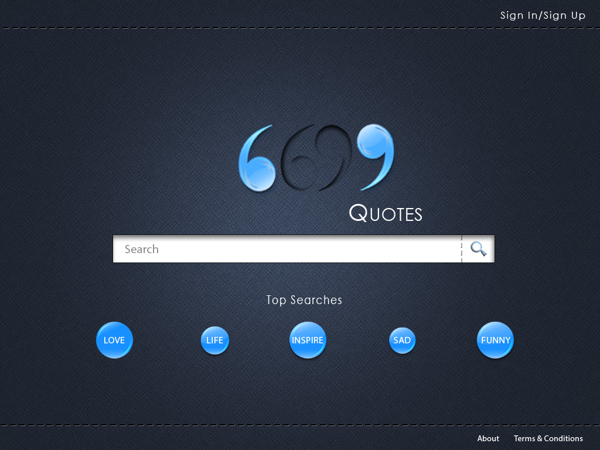 Sign In/Sign Up
Quotes
Search
Top Searches
LOVE LIFE INSPIRE SAD FUNNY
About Terms & Conditions